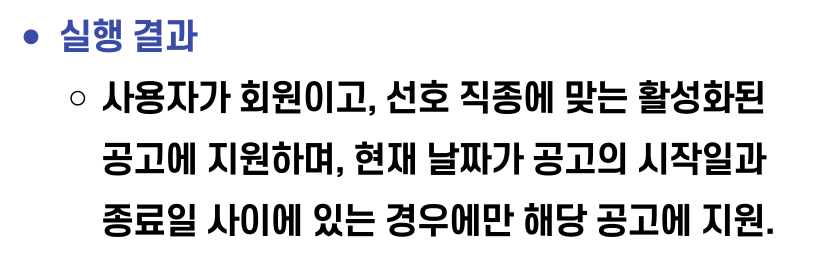 • 실행 결과
○ 사용자가 회원이고, 선호 직종에 맞는 활성화된
공고에 지원하며, 현재 날짜가 공고의 시작일과
종료일 사이에 있는 경우에만 해당 공고에 지원.